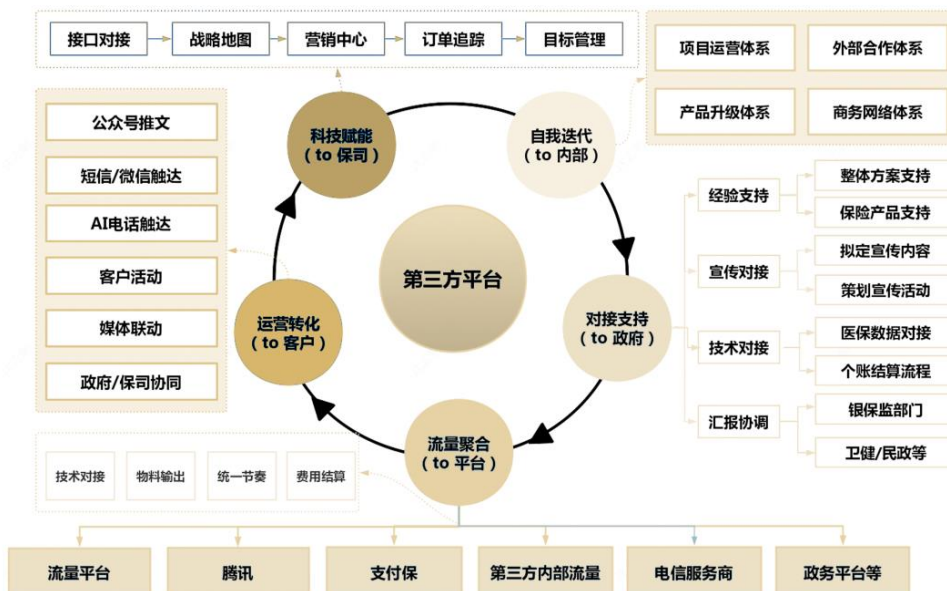 接口对接
战略地图
营销中心
订单追踪
目标管理
项目运营体系
外部合作体系
产品升级体系
商务网络体系
公众号推文
短信/微信触达
AI电话触达
客户活动
媒体联动
政府/保司协同
科技赋能
（to 保司）
自我迭代
（to 内部）
第三方平台
运营转化
（to 客户）
对接支持
（to 政府）
流量聚合
（to 平台）
经验支持
整体方案支持
保险产品支持
宣传对接
拟定宣传内容
策划宣传活动
技术对接
医保数据对接
个账结算流程
汇报协调
银保监部门
卫健/民政等
技术对接
物料输出
统一节奏
费用结算
流量平台
腾讯
支付保
第三方内部流量
电信服务商
政务平台等